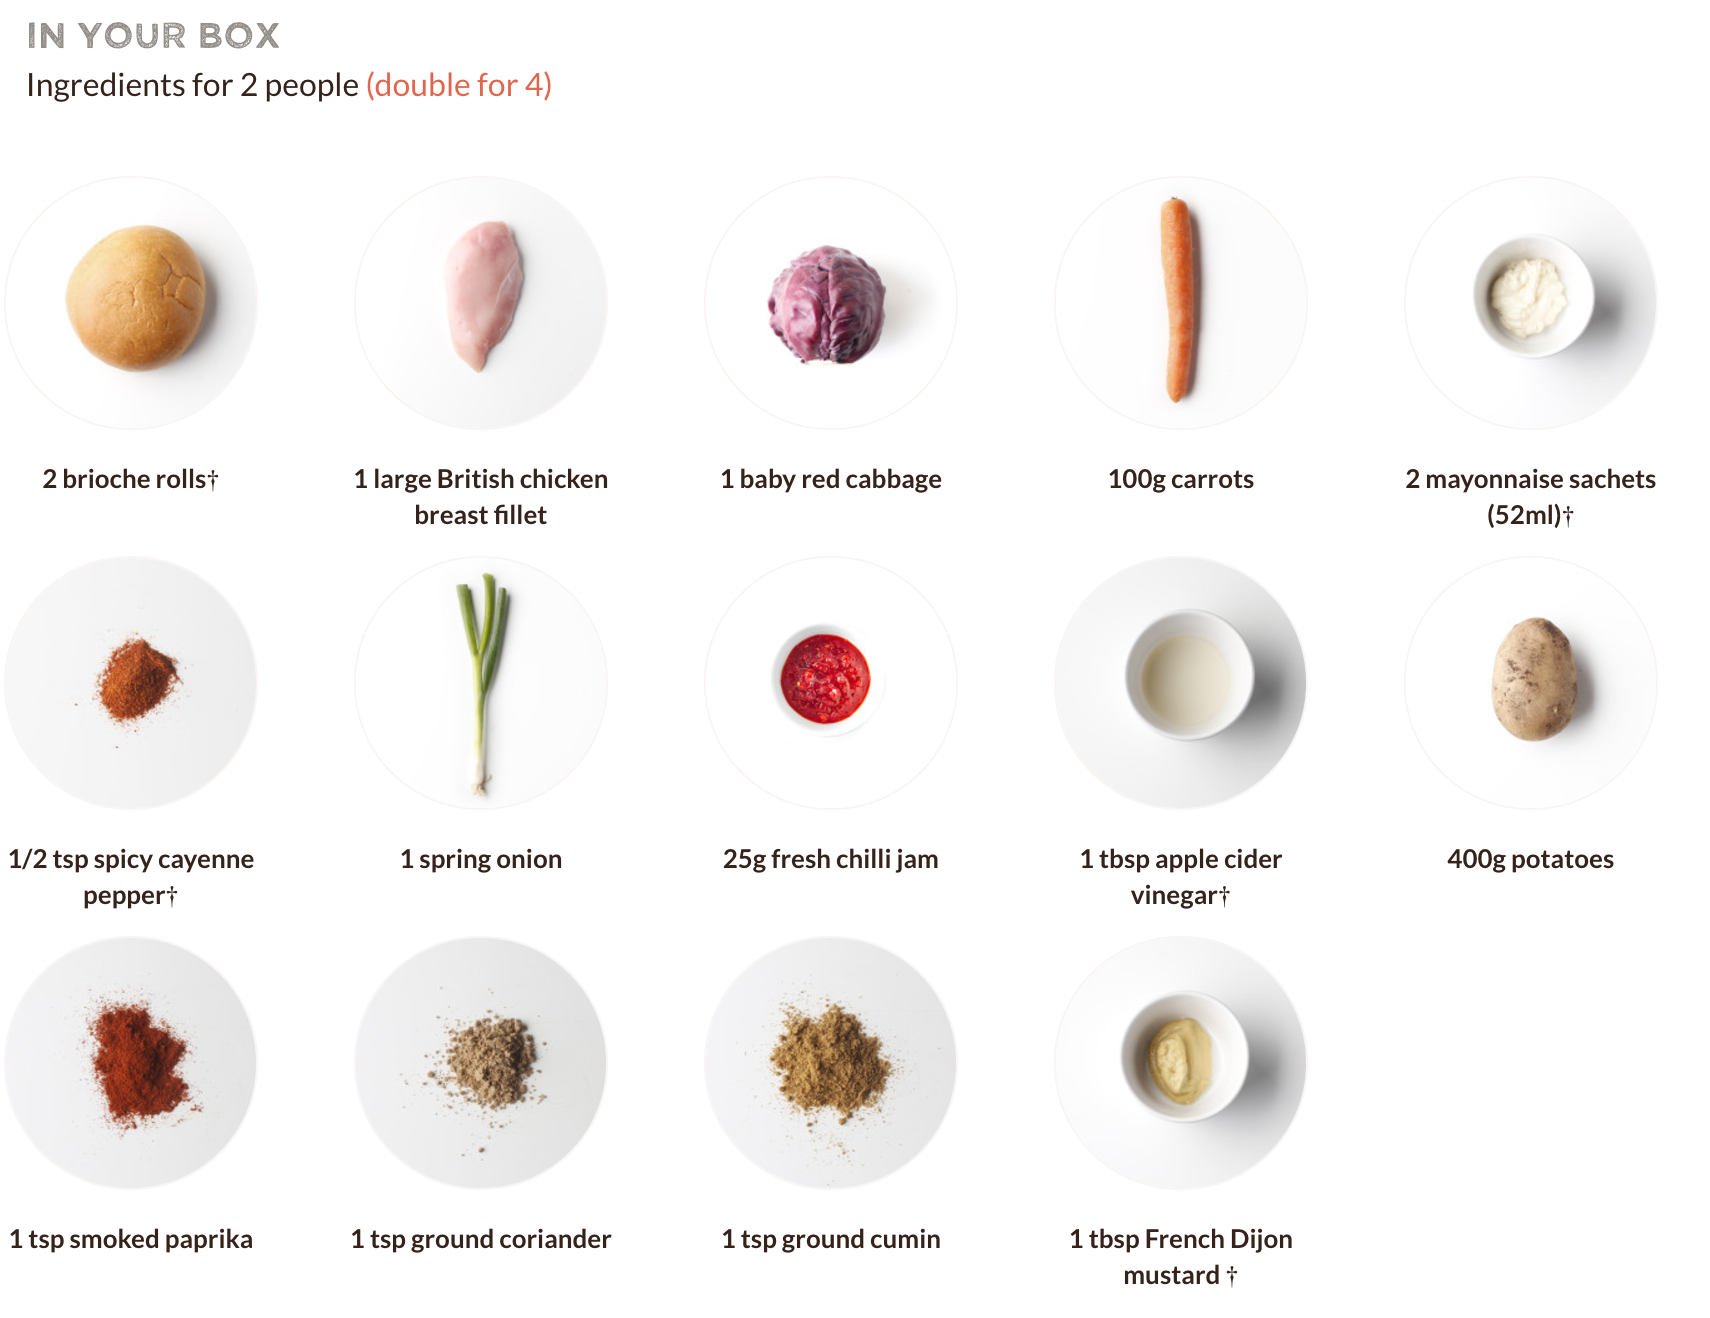 IN YOUR BOX
Ingredients for 2 people (double for 4)
2 brioche rolls†
1 large British chicken
breast fillet
1 baby red cabbage
100g carrots
2 mayonnaise sachets
(52ml)†
1/2 tsp spicy cayenne
pepper†
1 spring onion
25g fresh chilli jam
1 tbsp apple cider
vinegar†
400g potatoes
1 tsp smoked paprika
1 tsp ground coriander
1 tsp ground cumin
1 tbsp French Dijon
mustard †